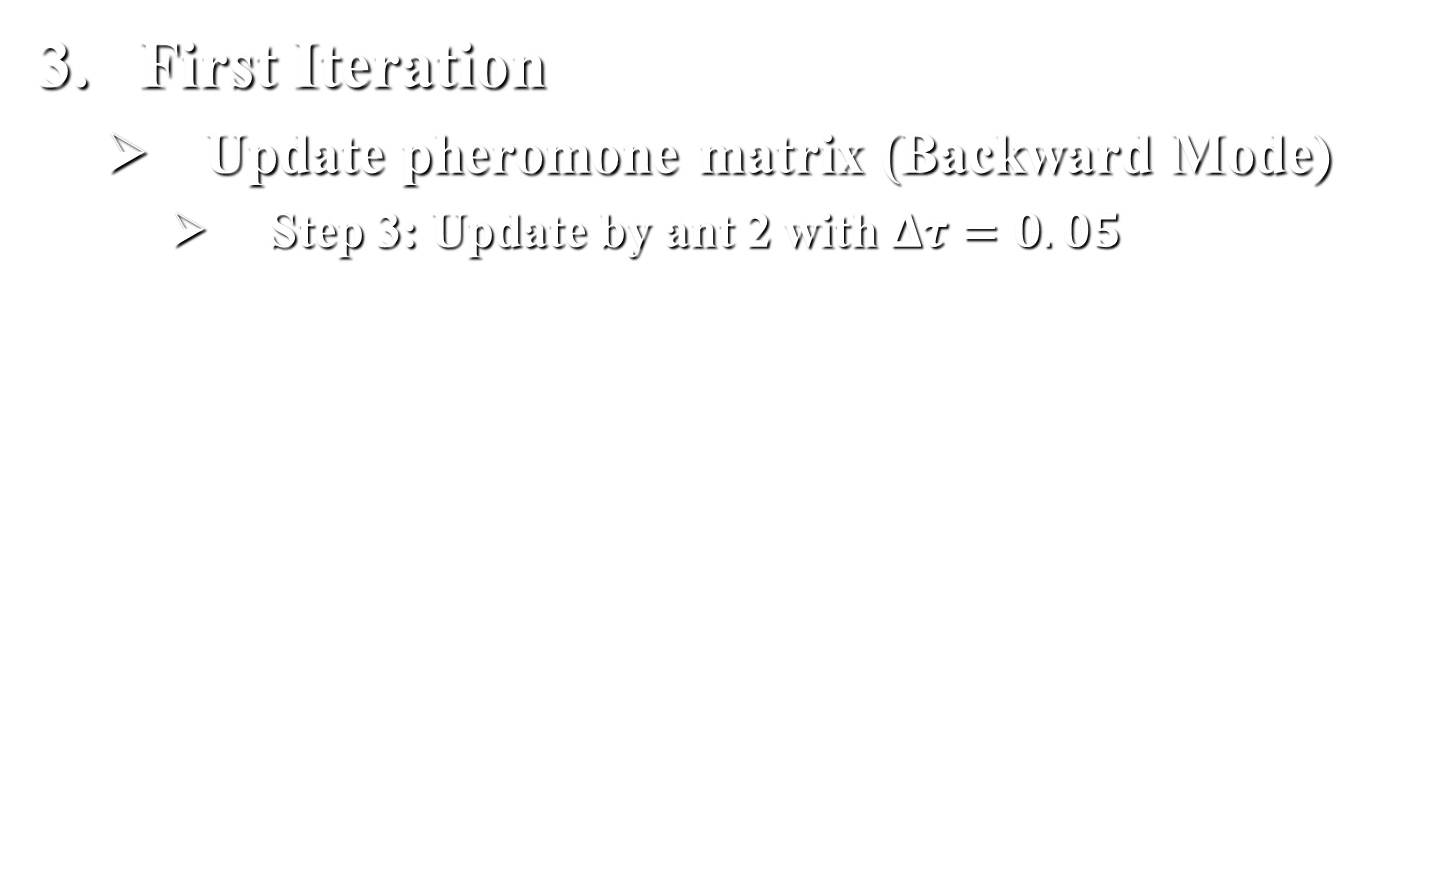 3. First Iteration
➢ Update pheromone matrix (Backward Mode)
➢ Step 3: Update by ant 2 with Δτ = 0.05